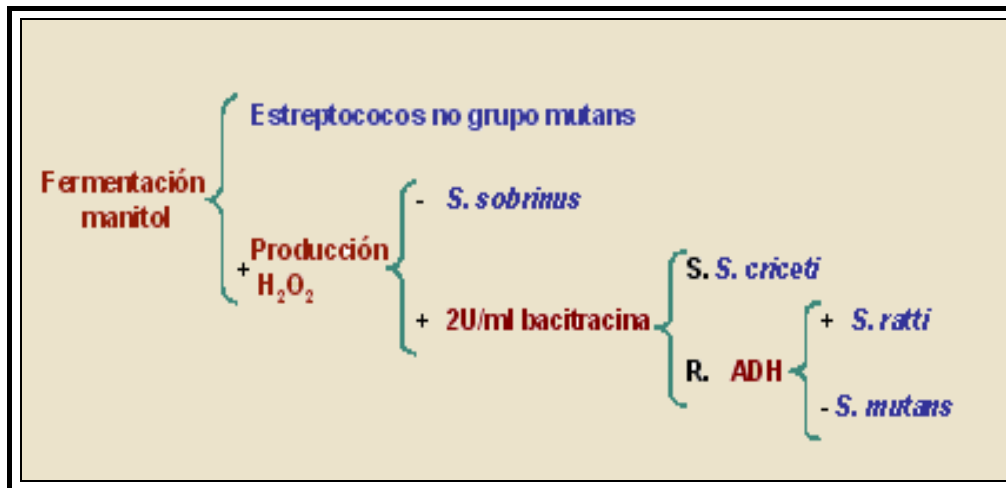 Estreptococos no grupo mutans
Fermentación
manitol
+ Producción
H₂O₂
- S. sobrinus
+ 2U/ml bacitracina
S. S. criceti
R. ADH
+ S. ratti
- S. mutans